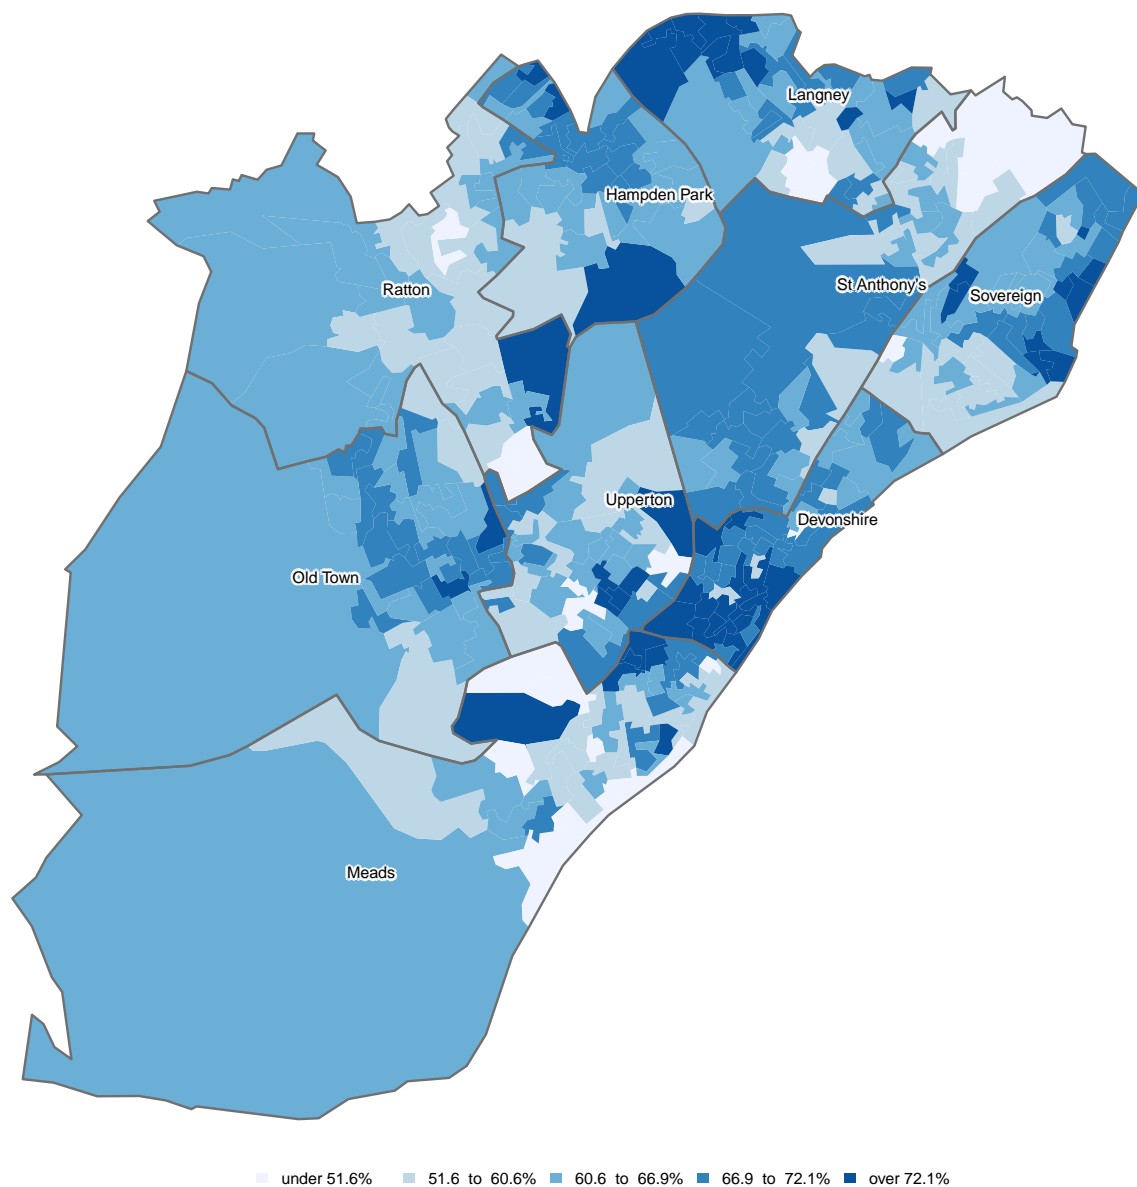 Langney
Hampden Park
St Anthony's
Ratton
Sovereign
Upperton
Devonshire
Old Town
Meads
under 51.6% 51.6 to 60.6% 60.6 to 66.9% 66.9 to 72.1% over 72.1%